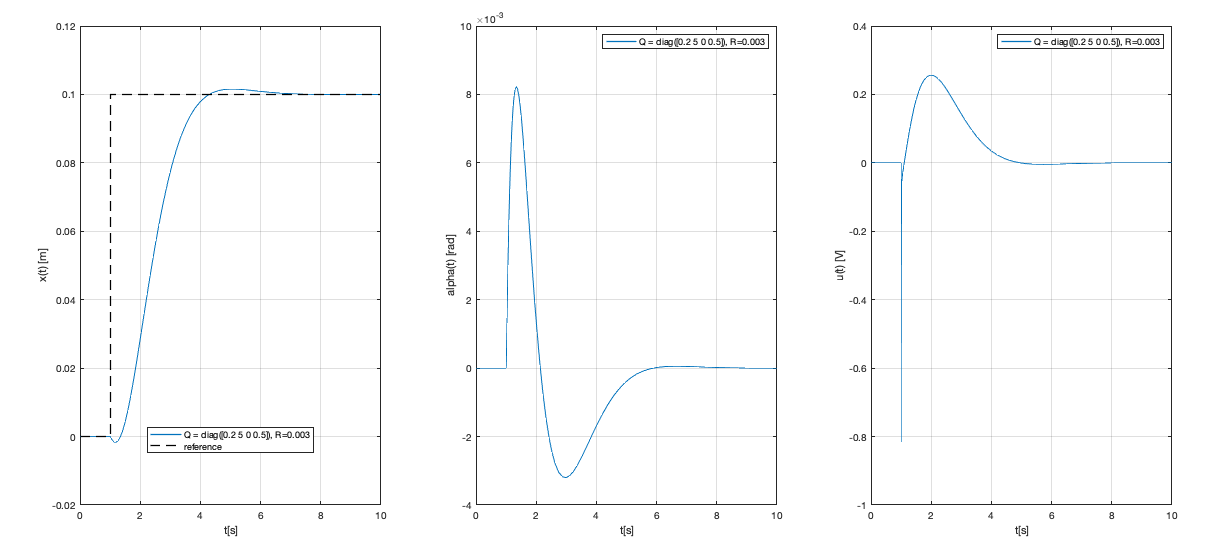 0.12
0.1
0.08
0.06
0.04
0.02
0
-0.02
x(t) [m]
0 2 4 6 8 10
t[s]
Q = diag([0.2 5 0 0.5]), R=0.003
reference
×10⁻³
10
8
6
4
2
0
-2
-4
alpha(t) [rad]
0 2 4 6 8 10
t[s]
Q = diag([0.2 5 0 0.5]), R=0.003
0.4
0.2
0
-0.2
-0.4
-0.6
-0.8
-1
u(t) [V]
0 2 4 6 8 10
t[s]
Q = diag([0.2 5 0 0.5]), R=0.003